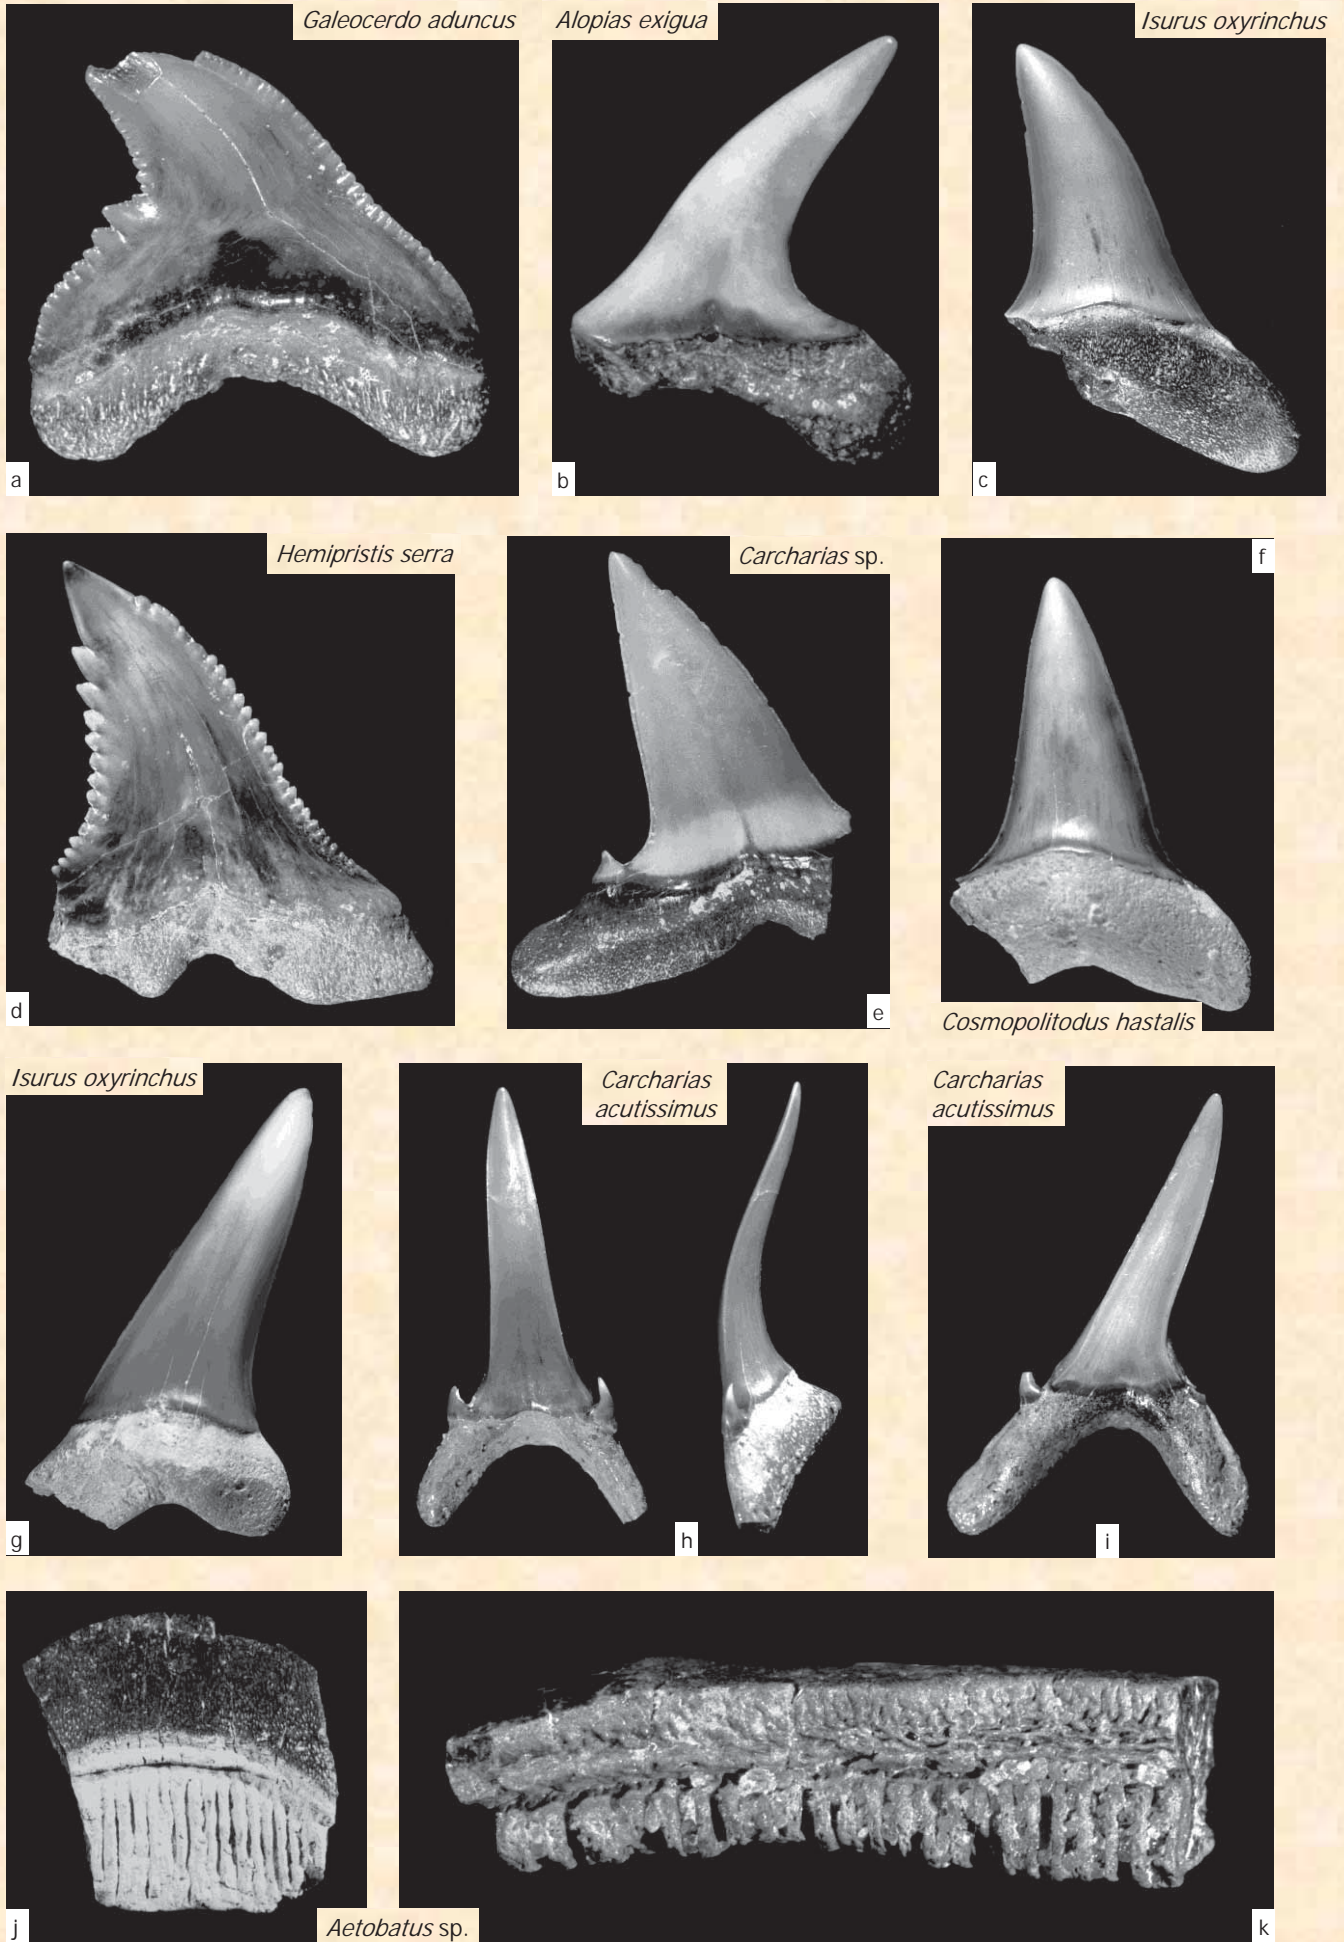 Galeocerdo aduncus
Alopias exigua
Isurus oxyrinchus
a
b
c
Hemipristis serra
Carcharias sp.
f
d
e
Cosmopolitodus hastalis
Isurus oxyrinchus
Carcharias
acutissimus
Carcharias
acutissimus
g
h
i
j
Aetobatus sp.
k